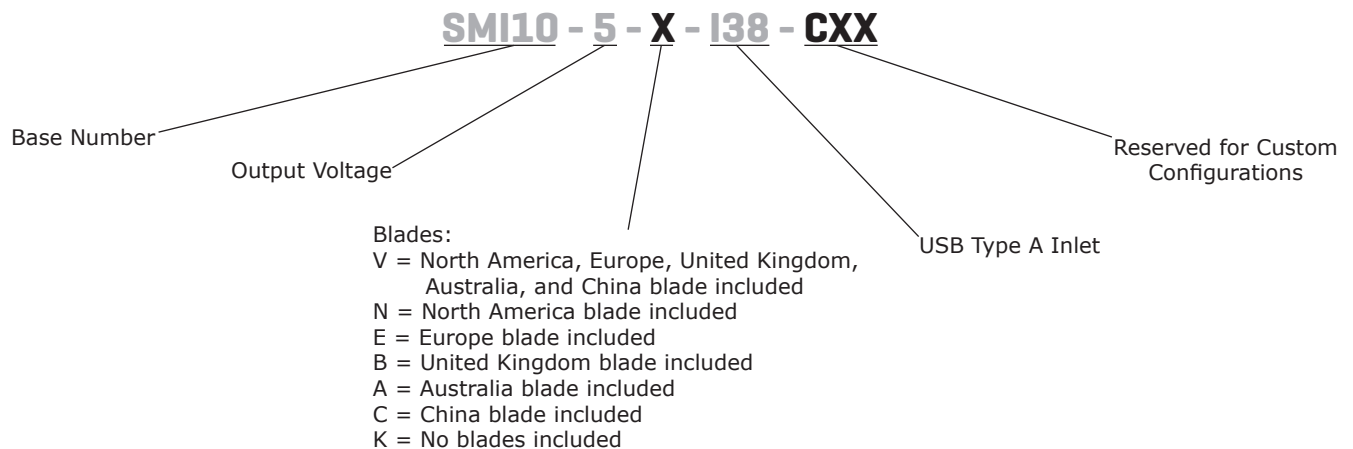 SMI10 - 5 - X - I38 - CXX
Base Number
Output Voltage
Reserved for Custom
Configurations
USB Type A Inlet
Blades:
V = North America, Europe, United Kingdom,
Australia, and China blade included
N = North America blade included
E = Europe blade included
B = United Kingdom blade included
A = Australia blade included
C = China blade included
K = No blades included